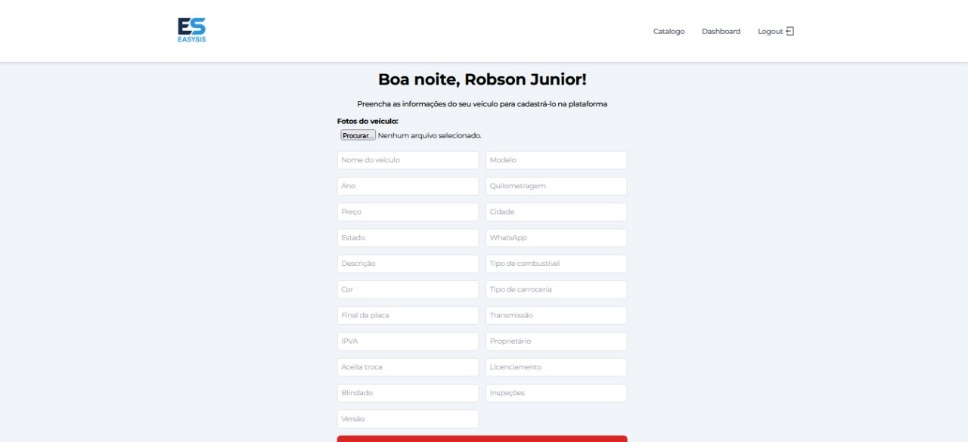 ES
EASYSIS
Catalogo Dashboard Logout
Boa noite, Robson Junior!
Preencha as informações do seu veículo para cadastrá-lo na plataforma
Fotos do veículo:
Procurar... Nenhum arquivo selecionado.
Nome do veículo Modelo
Ano Quilometragem
Preço Cidade
Estado WhatsApp
Descrição Tipo de combustível
Cor Tipo de carroceria
Final da placa Transmissão
IPVA Proprietário
Aceita troca Licenciamento
Blindado Inspeções
Versão